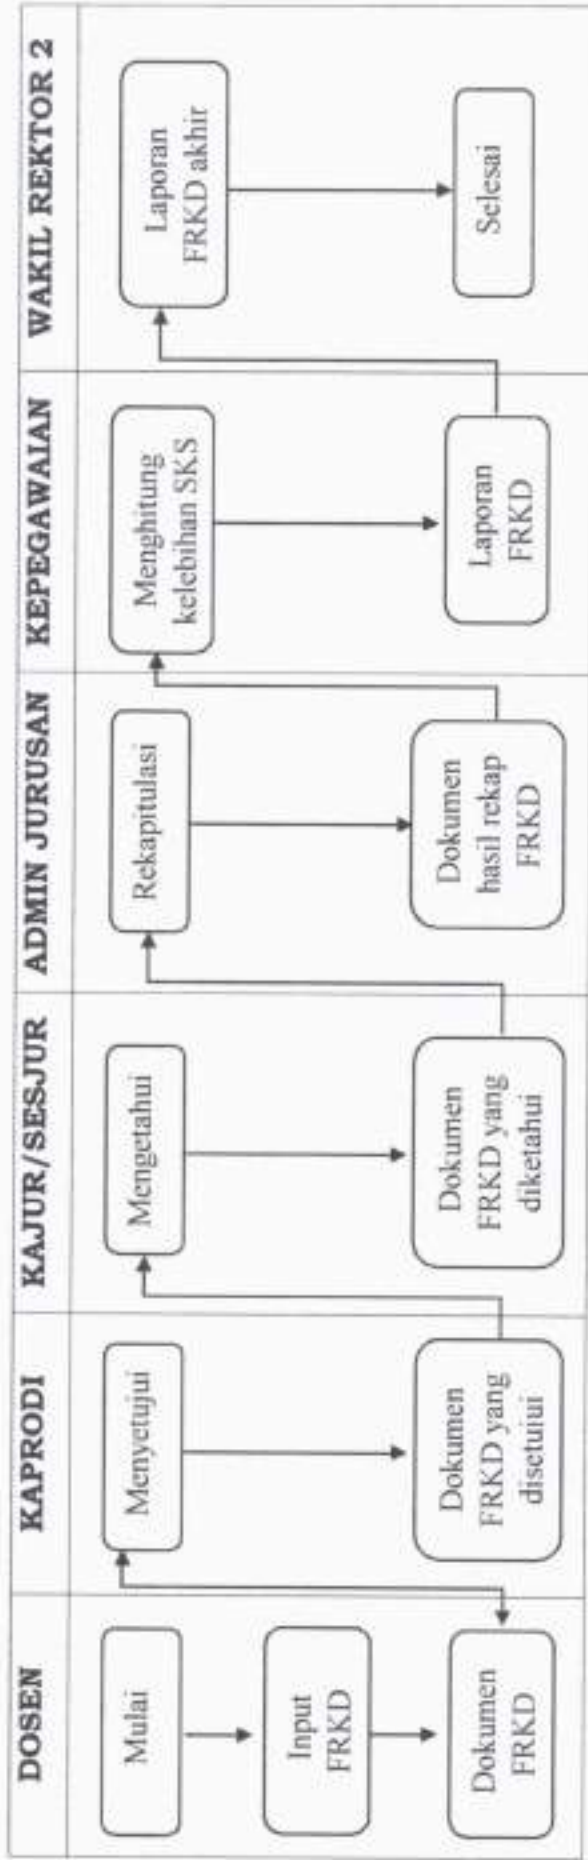 DOSEN
KAPRODI
KAJUR/SESJUR
ADMIN JURUSAN
KEPEGAWAIAN
WAKIL REKTOR 2
Mulai
Input
FRKD
Dokumen
FRKD
Menyetujui
Dokumen
FRKD yang
disetuiui
Mengetahui
Dokumen
FRKD yang
diketahui
Rekapitulasi
Dokumen
hasil rekap
FRKD
Menghitung
kelebihan SKS
Laporan
FRKD
Laporan
FRKD akhir
Selesai